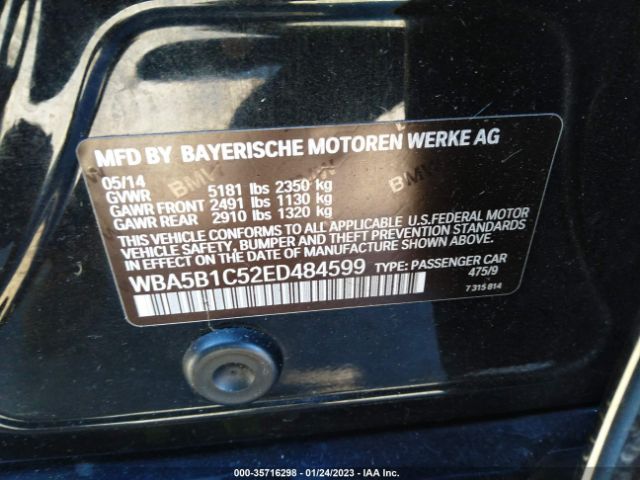 MFD BY BAYERISCHE MOTOREN WERKE AG
05/14
GVWR 5181 lbs 2350 kg
GAWR FRONT 2491 lbs 1130 kg
GAWR REAR 2910 lbs 1320 kg
THIS VEHICLE CONFORMS TO ALL APPLICABLE U.S.FEDERAL MOTOR
VEHICLE SAFETY, BUMPER AND THEFT PREVENTION STANDARDS
IN EFFECT ON THE DATE OF MANUFACTURE SHOWN ABOVE.
WBA5B1C52ED484599 TYPE: PASSENGER CAR
475/9
7 315 814
BMW
BMW
BMW
000-35716298 - 01/24/2023 - IAA Inc.